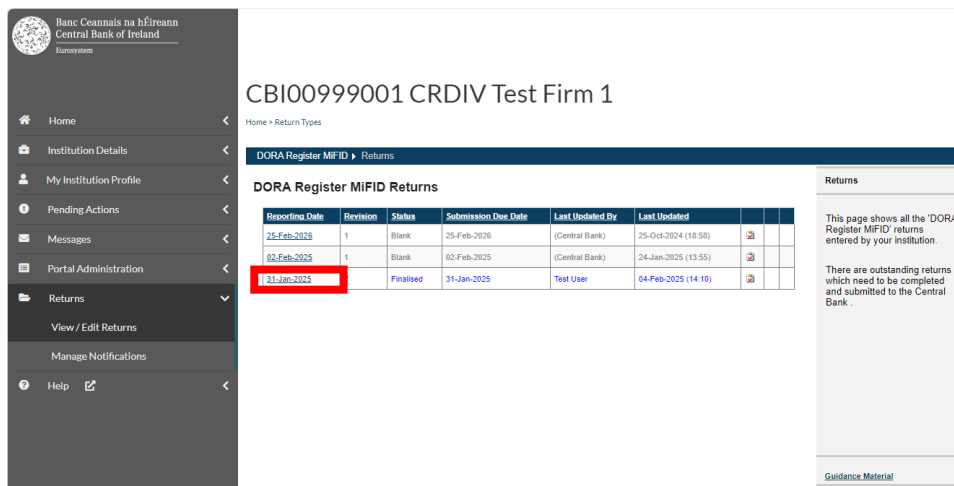 Banc Ceannais na hÉireann
Central Bank of Ireland
Eurosystem
CBI00999001 CRDIV Test Firm 1
Home > Return Types
Home
Institution Details
My Institution Profile
Pending Actions
Messages
Portal Administration
Returns
View / Edit Returns
Manage Notifications
Help
DORA Register MiFID Returns
DORA Register MiFID Returns
Reporting Date Revision Status Submission Due Date Last Updated By Last Updated
25-Feb-2026 1 Blank 25-Feb-2026 (Central Bank) 25-Oct-2024 (18:58)
02-Feb-2025 1 Blank 02-Feb-2025 (Central Bank) 24-Jan-2025 (13:55)
31-Jan-2025 Finalised 31-Jan-2025 Test User 04-Feb-2025 (14:10)
Returns
This page shows all the 'DORA
Register MiFID' returns
entered by your institution.
There are outstanding returns
which need to be completed
and submitted to the Central
Bank .
Guidance Material